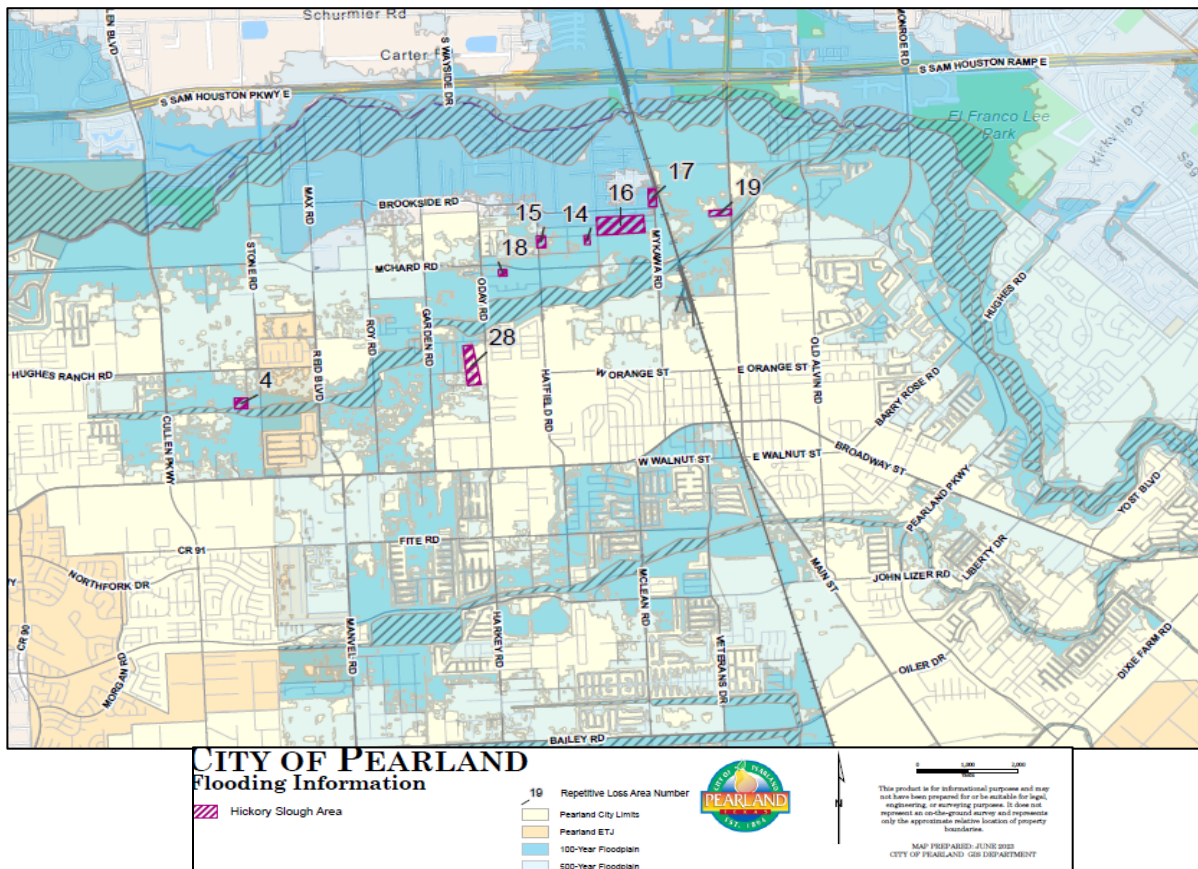 Schurmier Rd
Carter
S WAYSIDE DR
MONROE RD
S SAM HOUSTON RAMP E
S SAM HOUSTON PKWY E
El Franco Lee
Park
Kirkville Dr
17
16
19
15
14
18
MAX RD
BROOKSIDE RD
STONE RD
MCHARD RD
ODAY RD
MYKAWA RD
HUGHES RD
ROY RD
GARDEN RD
28
HUGHES RANCH RD
4
REID BLVD
HATFIELD RD
W ORANGE ST
E ORANGE ST
OLD ALVIN RD
BARRY ROSE RD
CULLEN PKWY
W WALNUT ST
E WALNUT ST
BROADWAY ST
PEARLAND PKWY
YOST BLVD
CR 91
FITE RD
NORTHFORK DR
LIBERTY DR
JOHN LIZER RD
MAIN ST
CR 90
MORGAN RD
MANVEL RD
HARKEY RD
MCLEAN RD
VETERANS DR
OILER DR
DIXIE FARM RD
BAILEY RD
CITY OF PEARLAND
Flooding Information
Hickory Slough Area
19 Repetitive Loss Area Number
Pearland City Limits
Pearland ETJ
100-Year Floodplain
500-Year Floodplain
CITY OF PEARLAND
PEARLAND
TEXAS
EST. 1894
N
0 1,000 2,000
This product is for informational purposes and may
not have been prepared for or be suitable for legal,
engineering, or surveying purposes. It does not
represent an on-the-ground survey and represents
only the approximate relative location of property
boundaries.
MAP PREPARED: JUNE 2023
CITY OF PEARLAND GIS DEPARTMENT